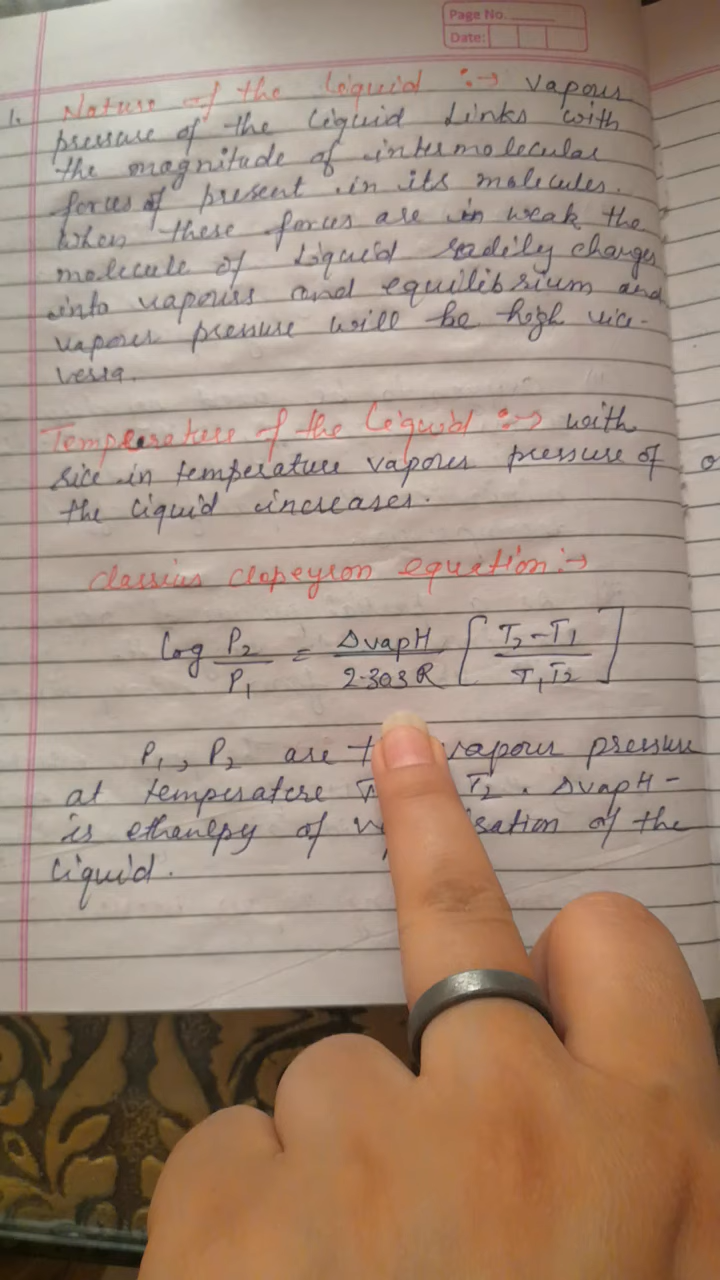 Page No.
Date:
1. Nature of the liquid :→ vapour
pressure of the liquid links with
the magnitude of intermolecular
forces of present in its molecules.
when these forces are in weak the
molecule of liquid readily changes
into vapours and equilibrium and
vapour pressure will be high vice-
versa.
Temperature of the liquid :→ with
rice in temperature vapour pressure of
the liquid increases.
classius clapeyron equation :→
log P₂/P₁ = ΔvapH/2.303R [T₂-T₁/T₁T₂]
P₁, P₂ are vapour pressure
at temperature T₂. ΔvapH-
is ethanlpy of of the
liquid.